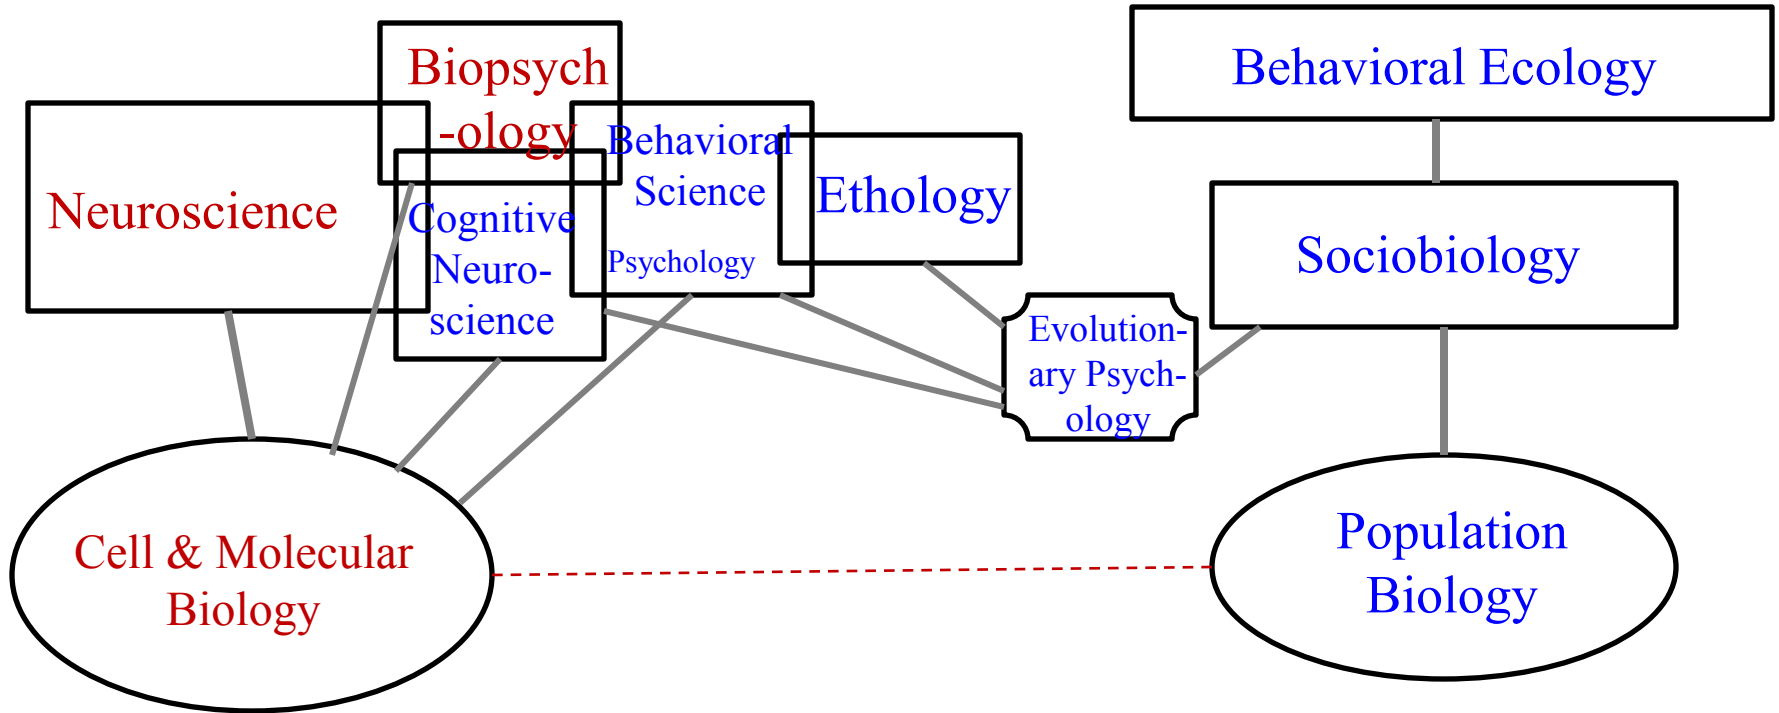 Biopsych
-ology
Neuroscience
Cognitive
Neuro-
science
Behavioral
Science
Psychology
Ethology
Evolution-
ary Psych-
ology
Behavioral Ecology
Sociobiology
Cell & Molecular
Biology
Population
Biology